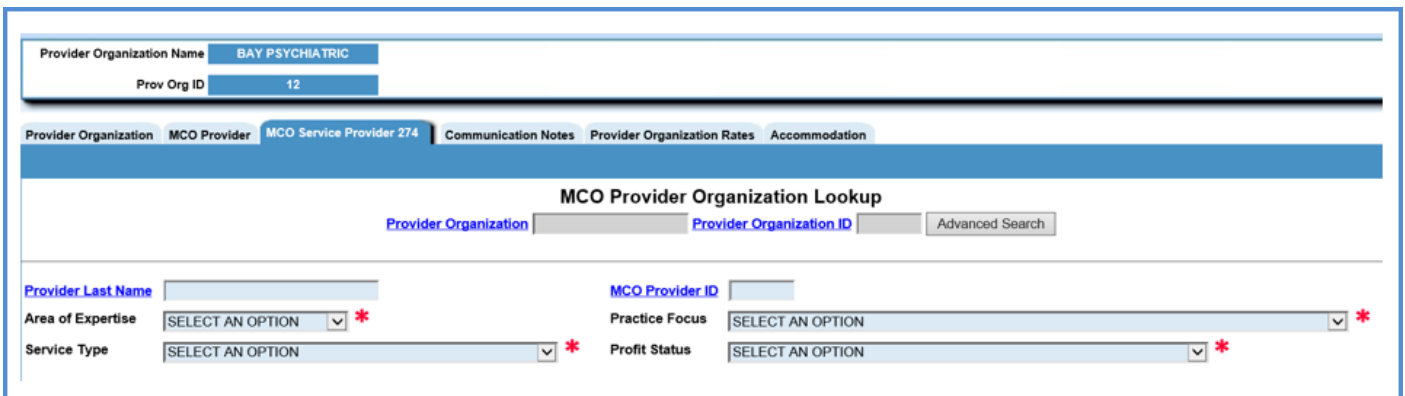 Provider Organization Name BAY PSYCHIATRIC
Prov Org ID 12
Provider Organization MCO Provider MCO Service Provider 274 Communication Notes Provider Organization Rates Accommodation
MCO Provider Organization Lookup
Provider Organization Provider Organization ID Advanced Search
Provider Last Name MCO Provider ID
Area of Expertise SELECT AN OPTION * Practice Focus SELECT AN OPTION *
Service Type SELECT AN OPTION * Profit Status SELECT AN OPTION *